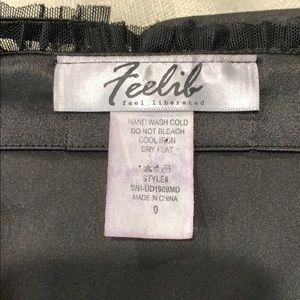 Feelib
feel liberated
HAND WASH COLD
DO NOT BLEACH
COOL IRON
DRY FLAT
STYLE#
WH-UD1909MD
MADE IN CHINA
0